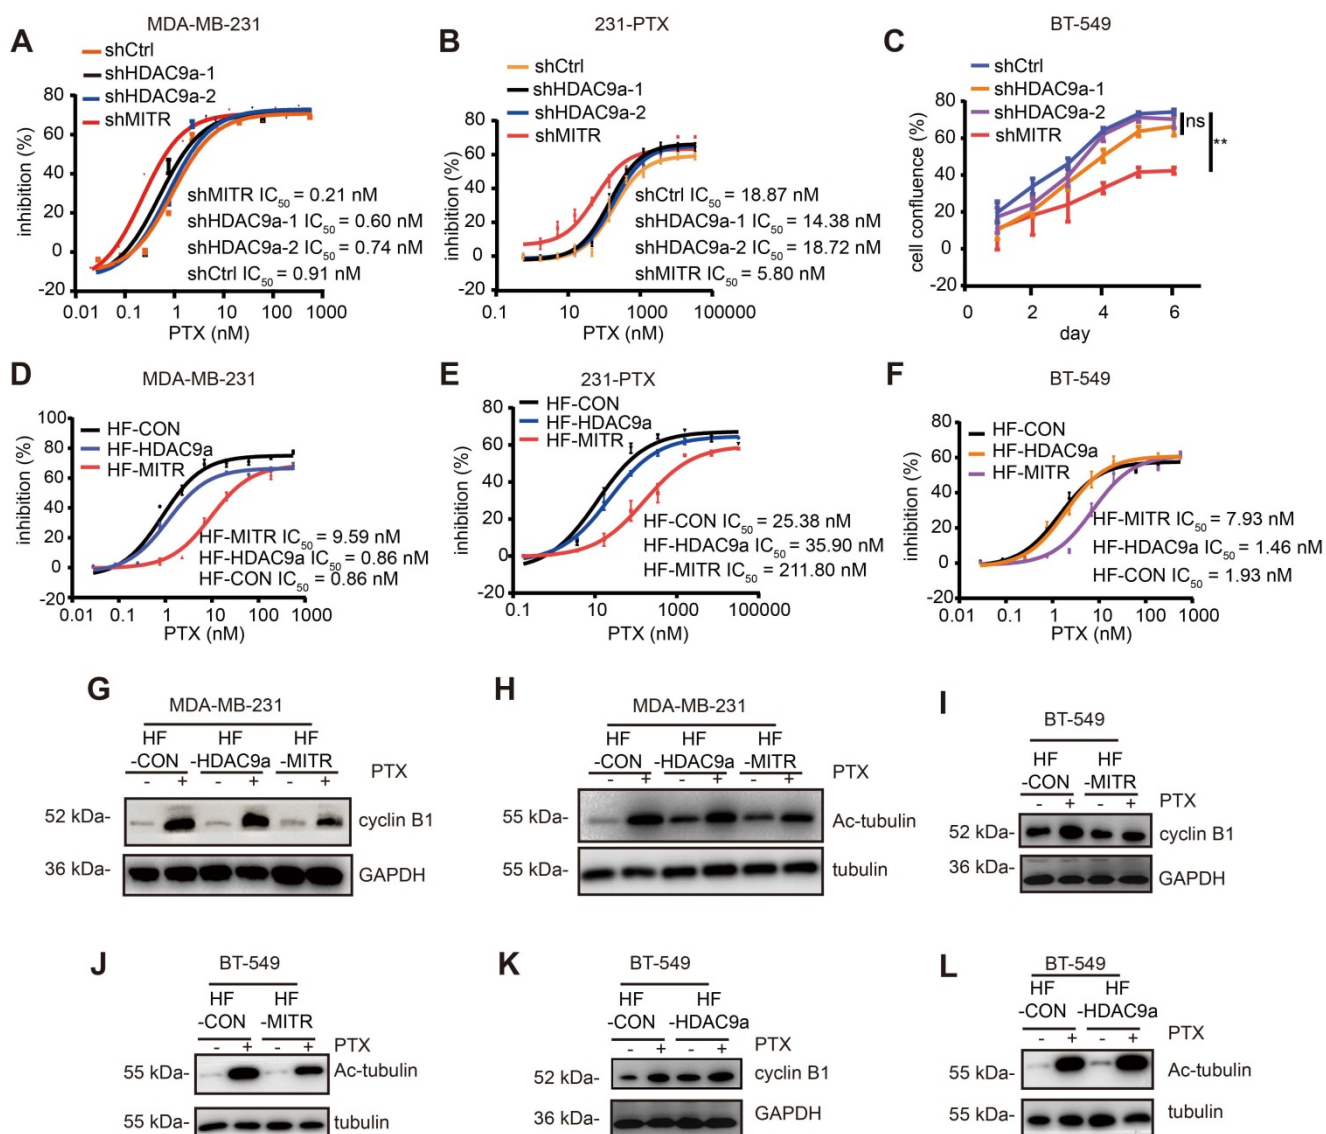 A
MDA-MB-231
shCtrl
shHDAC9a-1
shHDAC9a-2
shMITR
80
60
40
20
0
-20
inhibition (%)
shMITR IC50 = 0.21 nM
shHDAC9a-1 IC50 = 0.60 nM
shHDAC9a-2 IC50 = 0.74 nM
shCtrl IC50 = 0.91 nM
0.01 0.1 1 10 100 1000
PTX (nM)
B
231-PTX
shCtrl
shHDAC9a-1
shHDAC9a-2
shMITR
80
60
40
20
0
-20
inhibition (%)
shCtrl IC50 = 18.87 nM
shHDAC9a-1 IC50 = 14.38 nM
shHDAC9a-2 IC50 = 18.72 nM
shMITR IC50 = 5.80 nM
0.1 10 1000 100000
PTX (nM)
C
BT-549
shCtrl
shHDAC9a-1
shHDAC9a-2
shMITR
80
60
40
20
0
-20
cell confluence (%)
ns
**
0 2 4 6
day
D
MDA-MB-231
HF-CON
HF-HDAC9a
HF-MITR
100
80
60
40
20
0
-20
inhibition (%)
HF-MITR IC50 = 9.59 nM
HF-HDAC9a IC50 = 0.86 nM
HF-CON IC50 = 0.86 nM
0.01 0.1 1 10 100 1000
PTX (nM)
E
231-PTX
HF-CON
HF-HDAC9a
HF-MITR
80
60
40
20
0
-20
inhibition (%)
HF-CON IC50 = 25.38 nM
HF-HDAC9a IC50 = 35.90 nM
HF-MITR IC50 = 211.80 nM
0.1 10 1000 100000
PTX (nM)
F
BT-549
HF-CON
HF-HDAC9a
HF-MITR
80
60
40
20
0
-20
inhibition (%)
HF-MITR IC50 = 7.93 nM
HF-HDAC9a IC50 = 1.46 nM
HF-CON IC50 = 1.93 nM
0.01 0.1 1 10 100 1000
PTX (nM)
G
MDA-MB-231
HF HF HF
-CON -HDAC9a -MITR
- + - + - + PTX
52 kDa- cyclin B1
36 kDa- GAPDH
H
MDA-MB-231
HF HF HF
-CON -HDAC9a -MITR
- + - + - + PTX
55 kDa- Ac-tubulin
55 kDa- tubulin
I
BT-549
HF HF
-CON -MITR
- + - + PTX
52 kDa- cyclin B1
36 kDa- GAPDH
J
BT-549
HF HF
-CON -MITR
- + - + PTX
55 kDa- Ac-tubulin
55 kDa- tubulin
K
BT-549
HF HF
-CON -HDAC9a
- + - + PTX
52 kDa- cyclin B1
36 kDa- GAPDH
L
BT-549
HF HF
-CON -HDAC9a
- + - + PTX
55 kDa- Ac-tubulin
55 kDa- tubulin